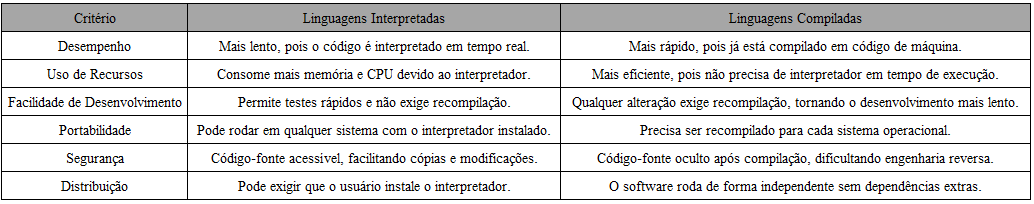 Critério Linguagens Interpretadas Linguagens Compiladas
Desempenho Mais lento, pois o código é interpretado em tempo real. Mais rápido, pois já está compilado em código de máquina.
Uso de Recursos Consome mais memória e CPU devido ao interpretador. Mais eficiente, pois não precisa de interpretador em tempo de execução.
Facilidade de Desenvolvimento Permite testes rápidos e não exige recompilação. Qualquer alteração exige recompilação, tornando o desenvolvimento mais lento.
Portabilidade Pode rodar em qualquer sistema com o interpretador instalado. Precisa ser recompilado para cada sistema operacional.
Segurança Código-fonte acessível, facilitando cópias e modificações. Código-fonte oculto após compilação, dificultando engenharia reversa.
Distribuição Pode exigir que o usuário instale o interpretador. O software roda de forma independente sem dependências extras.